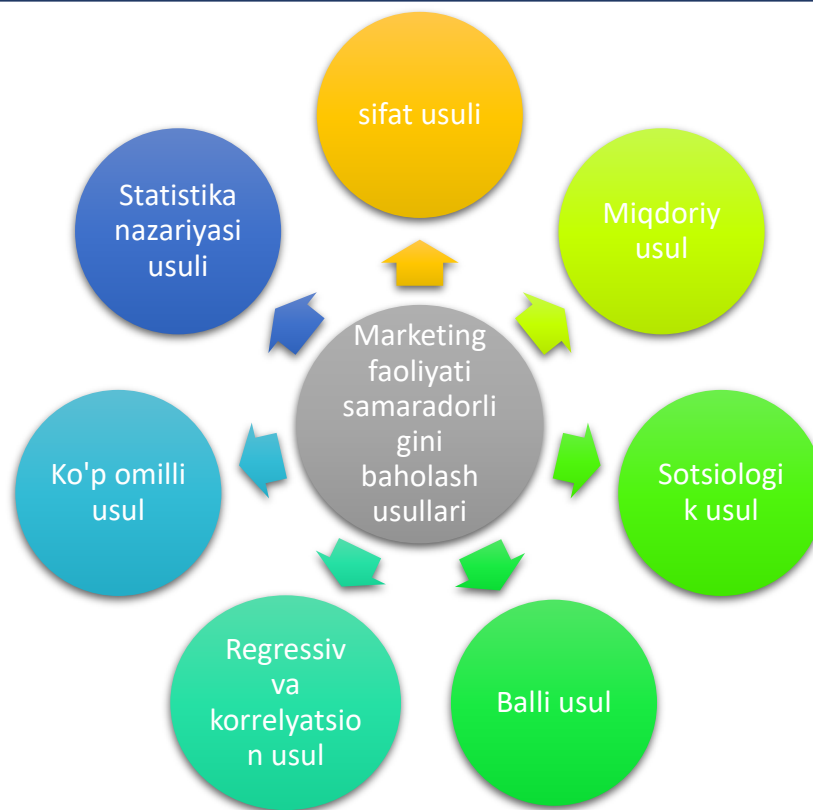 sifat usuli
Miqdoriy
usul
Sotsiologi
k usul
Balli usul
Regressiv
va
korrelyatsio
n usul
Ko'p omilli
usul
Statistika
nazariyasi
usuli
Marketing
faoliyati
samaradorli
gini
baholash
usullari